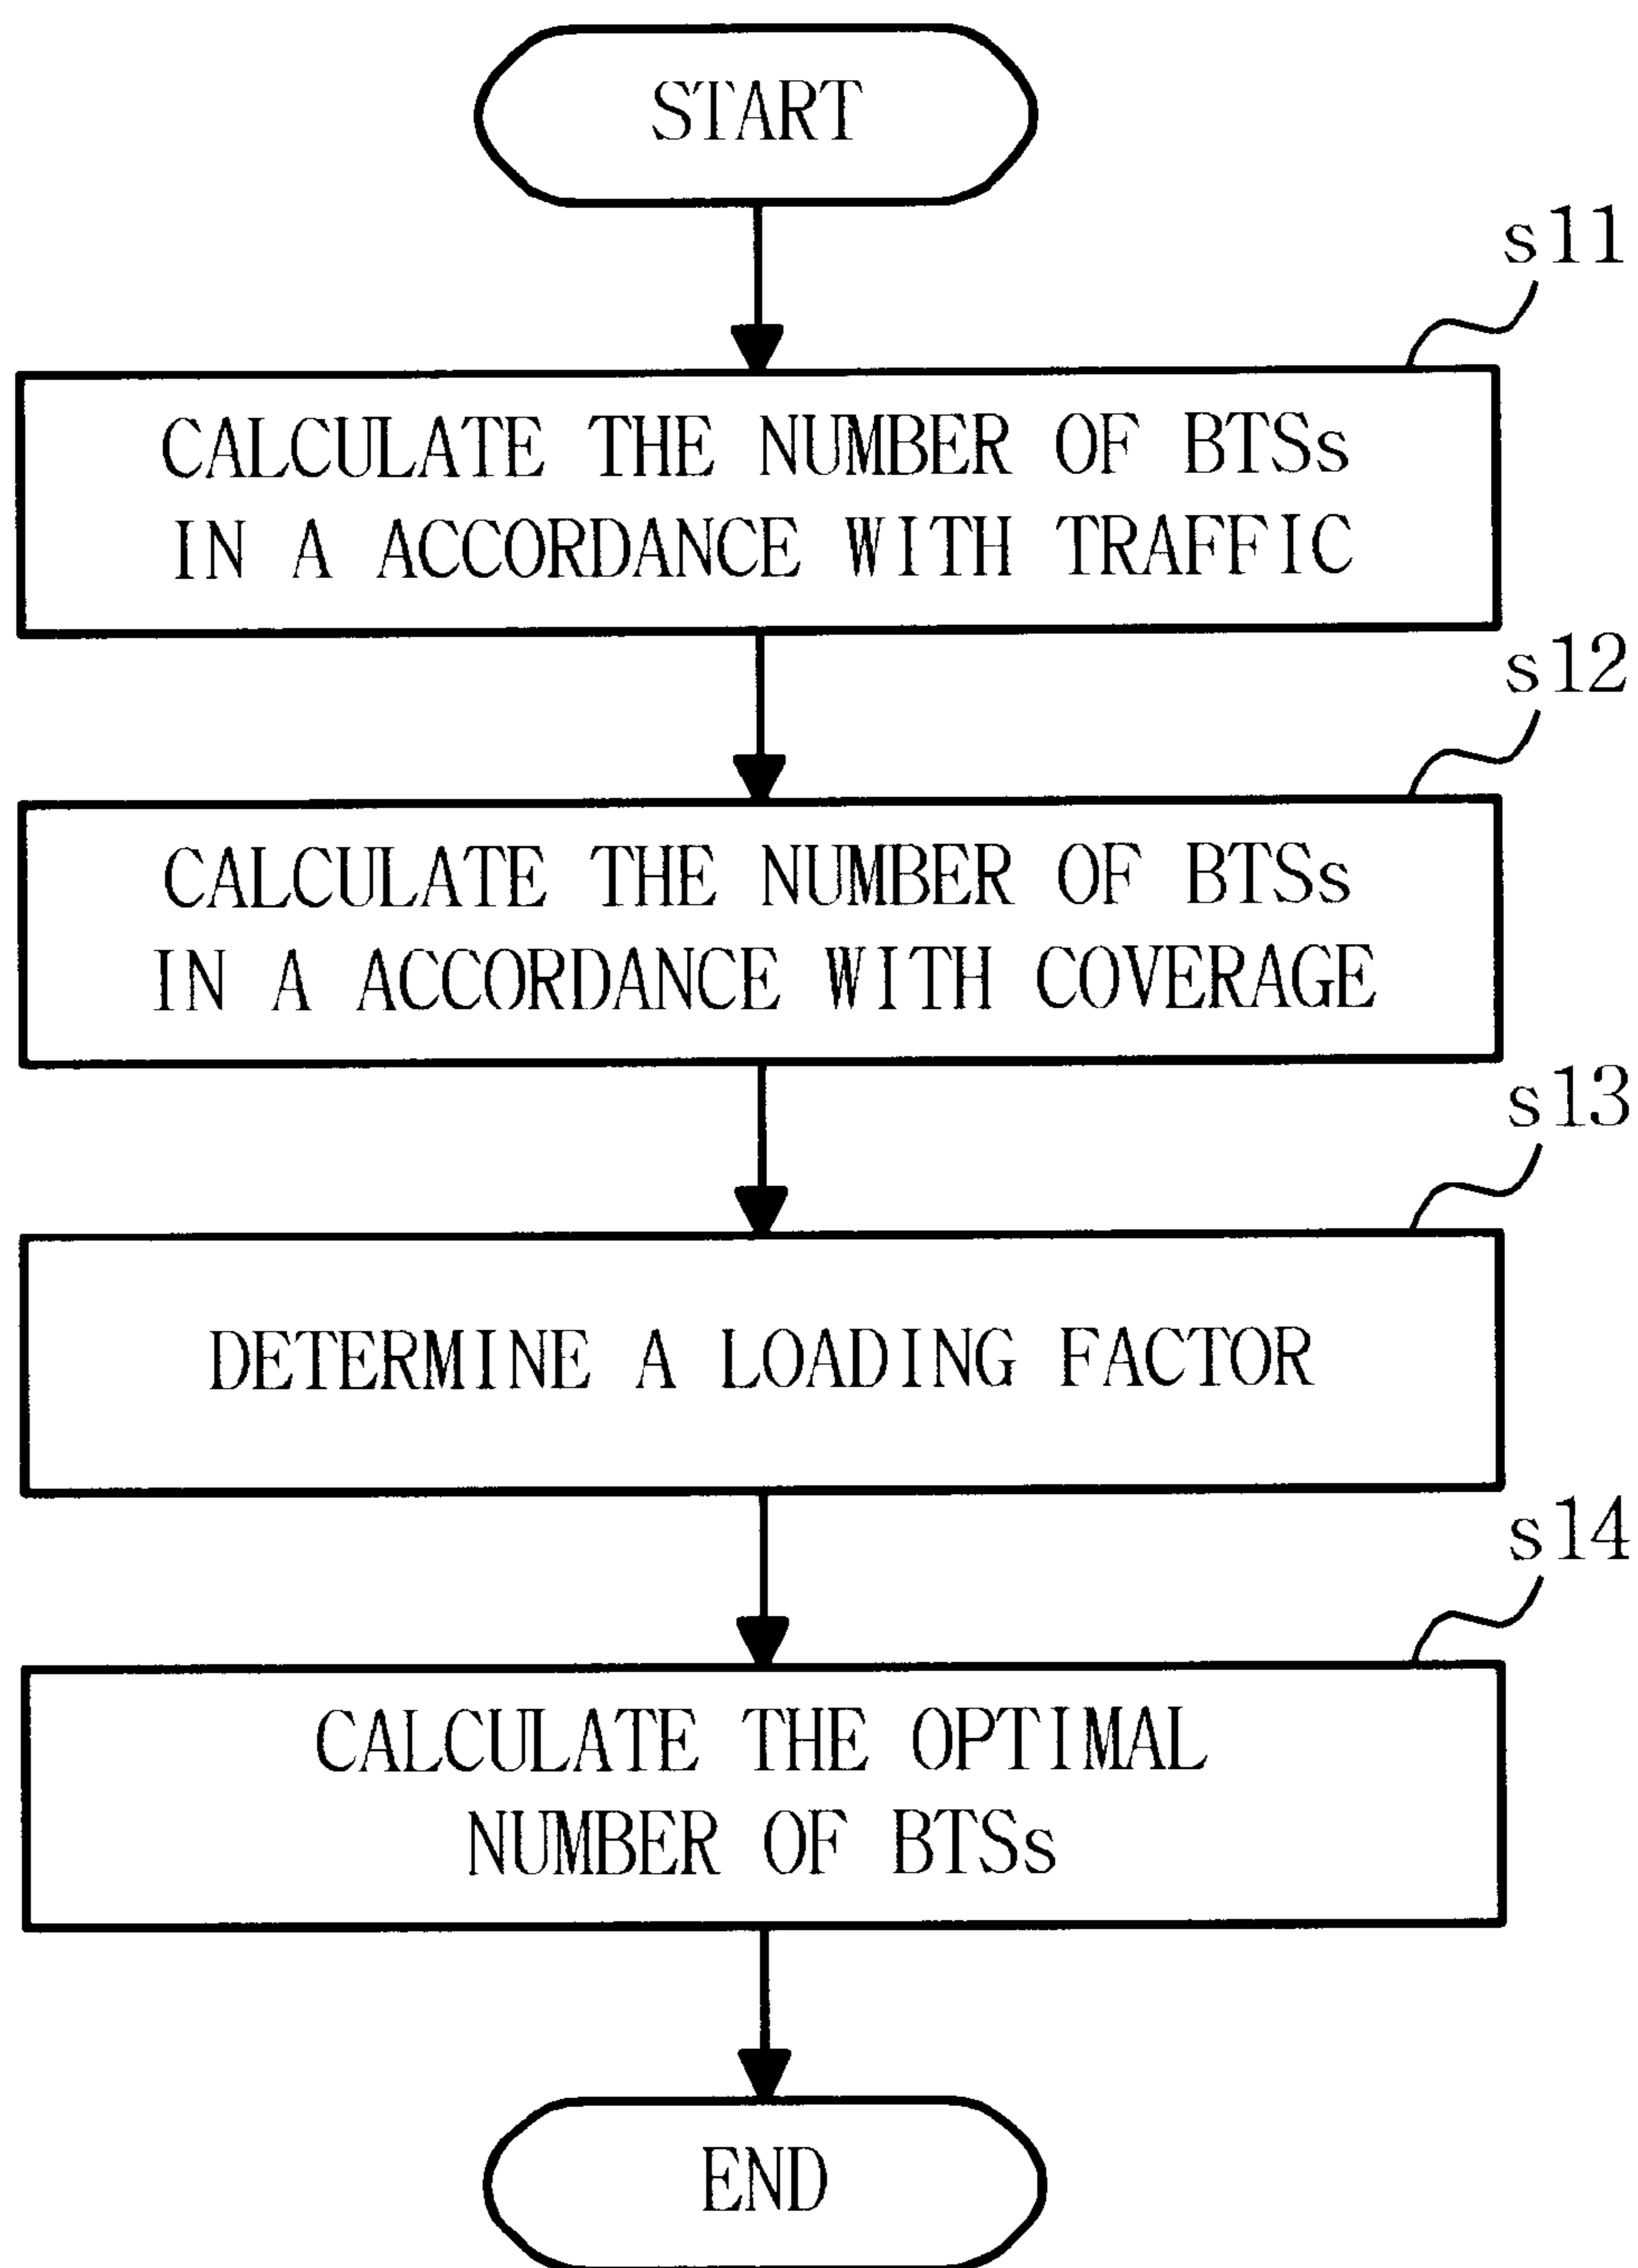 START
s11
CALCULATE THE NUMBER OF BTSs
IN A ACCORDANCE WITH TRAFFIC
s12
CALCULATE THE NUMBER OF BTSs
IN A ACCORDANCE WITH COVERAGE
s13
DETERMINE A LOADING FACTOR
s14
CALCULATE THE OPTIMAL
NUMBER OF BTSs
END